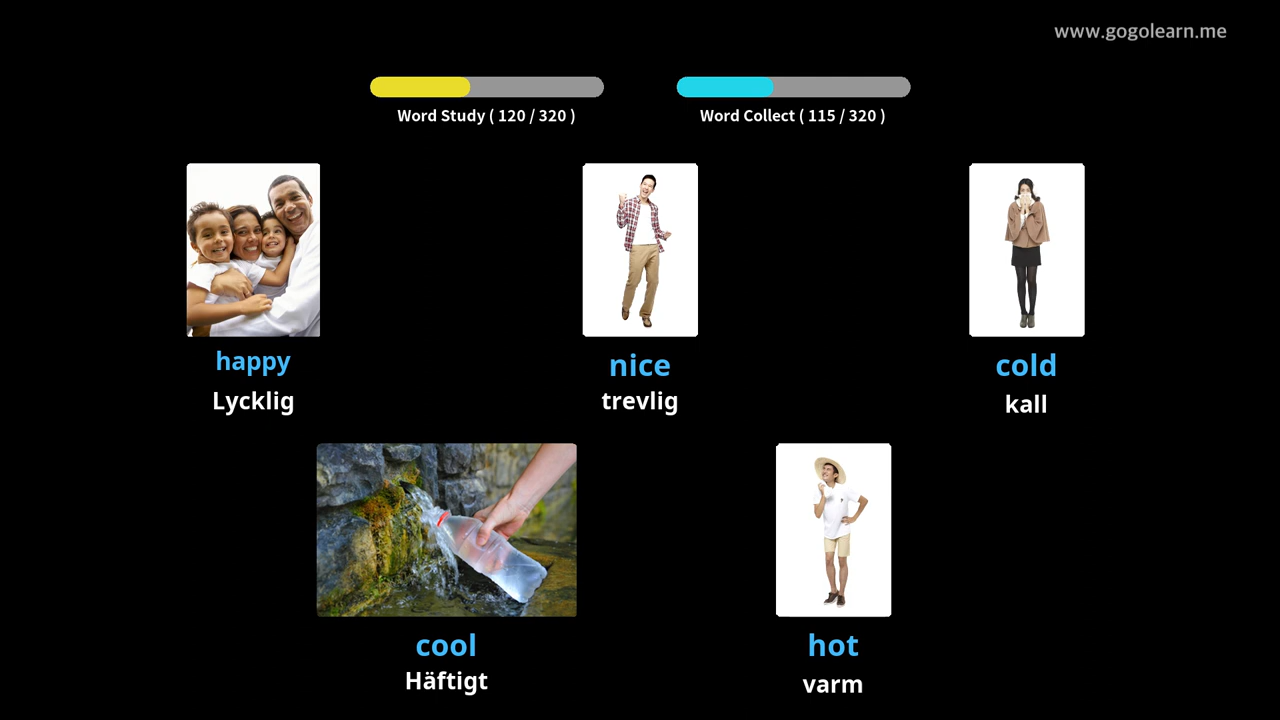 www.gogolearn.me
Word Study ( 120 / 320 )
Word Collect ( 115 / 320 )
happy
Lycklig
nice
trevlig
cold
kall
cool
Häftigt
hot
varm